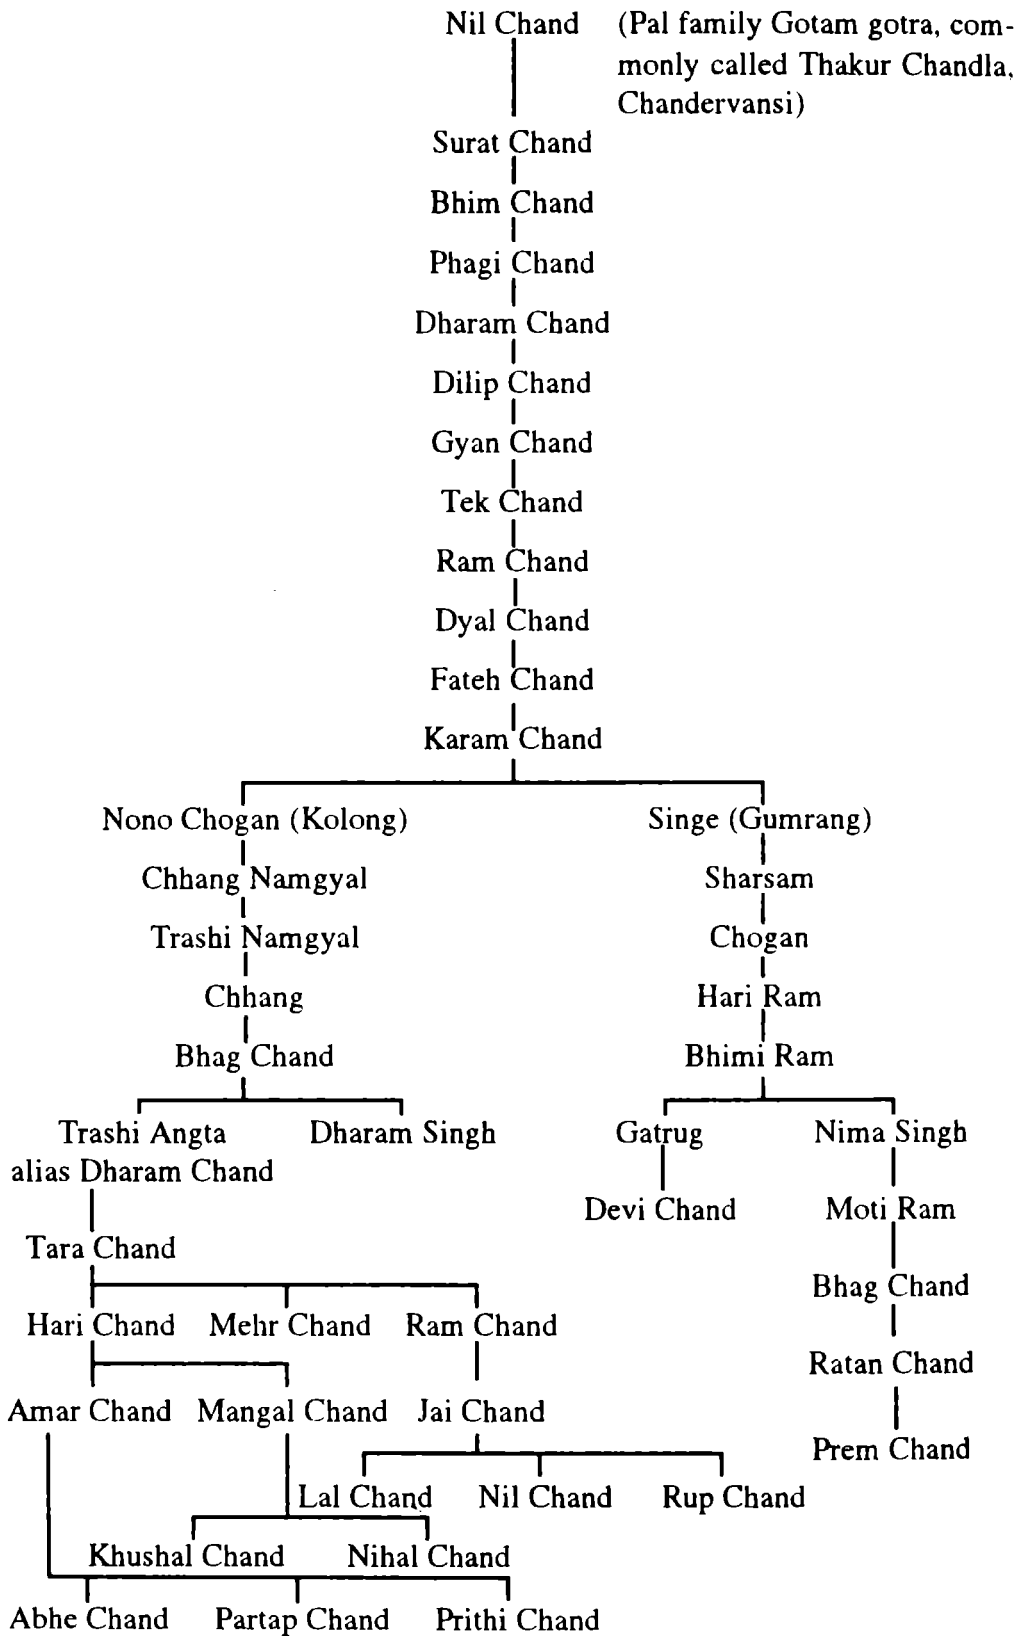 Nil Chand (Pal family Gotam gotra, com-
monly called Thakur Chandla,
Chandervansi)
Surat Chand
Bhim Chand
Phagi Chand
Dharam Chand
Dilip Chand
Gyan Chand
Tek Chand
Ram Chand
Dyal Chand
Fateh Chand
Karam Chand
Nono Chogan (Kolong) Singe (Gumrang)
Chhang Namgyal Sharsam
Trashi Namgyal Chogan
Chhang Hari Ram
Bhag Chand Bhimi Ram
Trashi Angta Dharam Singh Gatrug Nima Singh
alias Dharam Chand
Devi Chand Moti Ram
Tara Chand
Bhag Chand
Hari Chand Mehr Chand Ram Chand
Ratan Chand
Amar Chand Mangal Chand Jai Chand
Prem Chand
Lal Chand Nil Chand Rup Chand
Khushal Chand Nihal Chand
Abhe Chand Partap Chand Prithi Chand